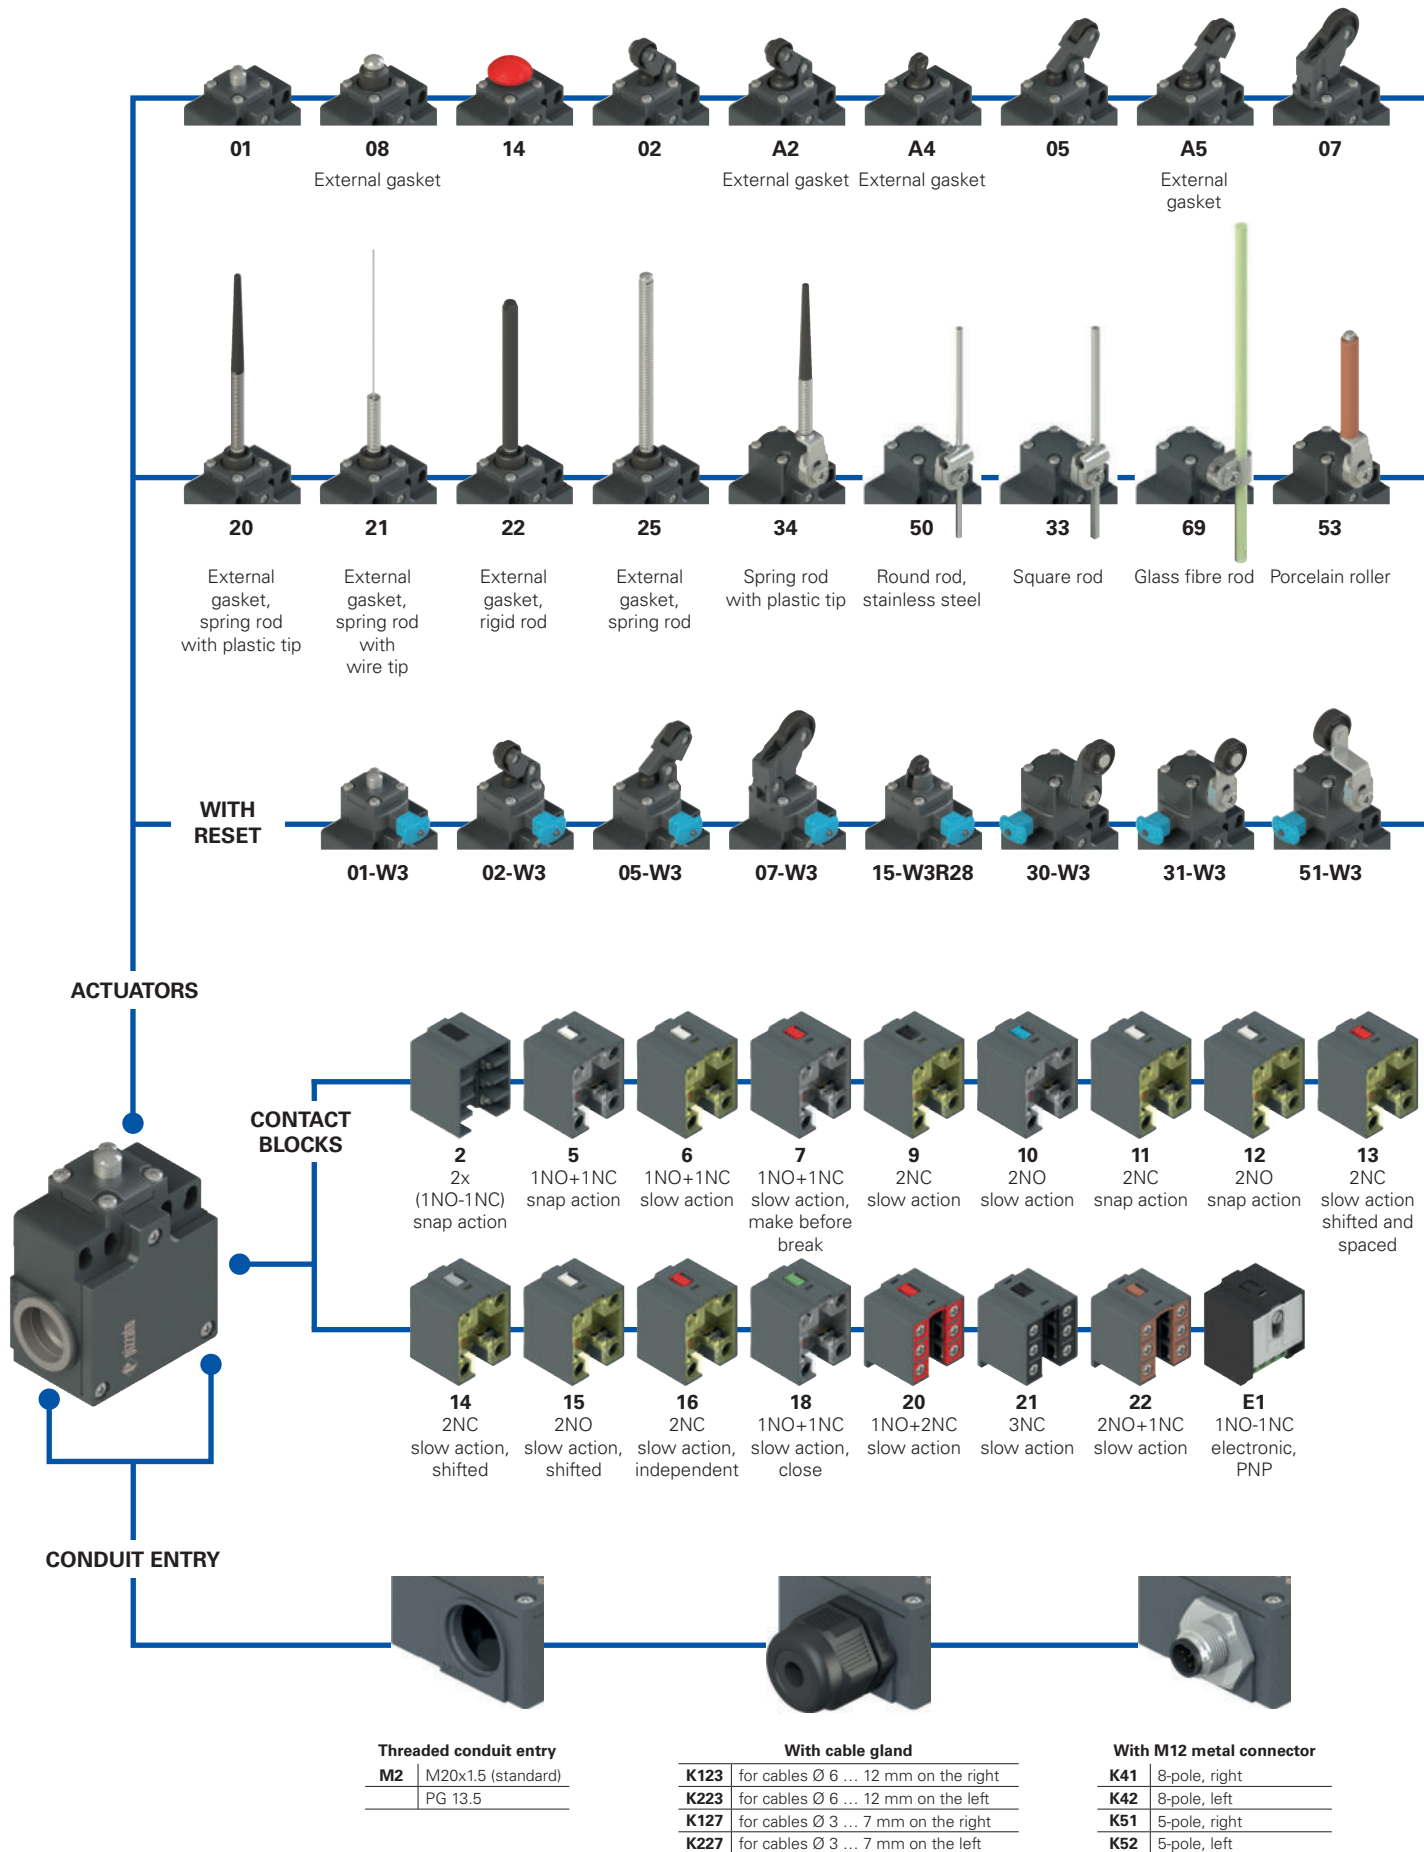 01 08 14 02 A2 A4 05 A5 07
External gasket External gasket External gasket External
gasket
20 21 22 25 34 50 33 69 53
External
gasket,
spring rod
with plastic tip
External
gasket,
spring rod
with
wire tip
External
gasket,
rigid rod
External
gasket,
spring rod
Spring rod
with plastic tip
Round rod,
stainless steel
Square rod
Glass fibre rod
Porcelain roller
WITH
RESET
01-W3 02-W3 05-W3 07-W3 15-W3R28 30-W3 31-W3 51-W3
ACTUATORS
CONTACT
BLOCKS
2
2x
(1NO-1NC)
snap action
5
1NO+1NC
snap action
6
1NO+1NC
slow action
7
1NO+1NC
slow action,
make before
break
9
2NC
slow action
10
2NO
slow action
11
2NC
snap action
12
2NO
snap action
13
2NC
slow action
shifted and
spaced
pizzato
14
2NC
slow action,
shifted
15
2NO
slow action,
shifted
16
2NC
slow action,
independent
18
1NO+1NC
slow action,
close
20
1NO+2NC
slow action
21
3NC
slow action
22
2NO+1NC
slow action
E1
1NO-1NC
electronic,
PNP
CONDUIT ENTRY
Threaded conduit entry
M2 M20x1.5 (standard)
PG 13.5
With cable gland
K123 for cables Ø 6 … 12 mm on the right
K223 for cables Ø 6 … 12 mm on the left
K127 for cables Ø 3 … 7 mm on the right
K227 for cables Ø 3 … 7 mm on the left
With M12 metal connector
K41 8-pole, right
K42 8-pole, left
K51 5-pole, right
K52 5-pole, left